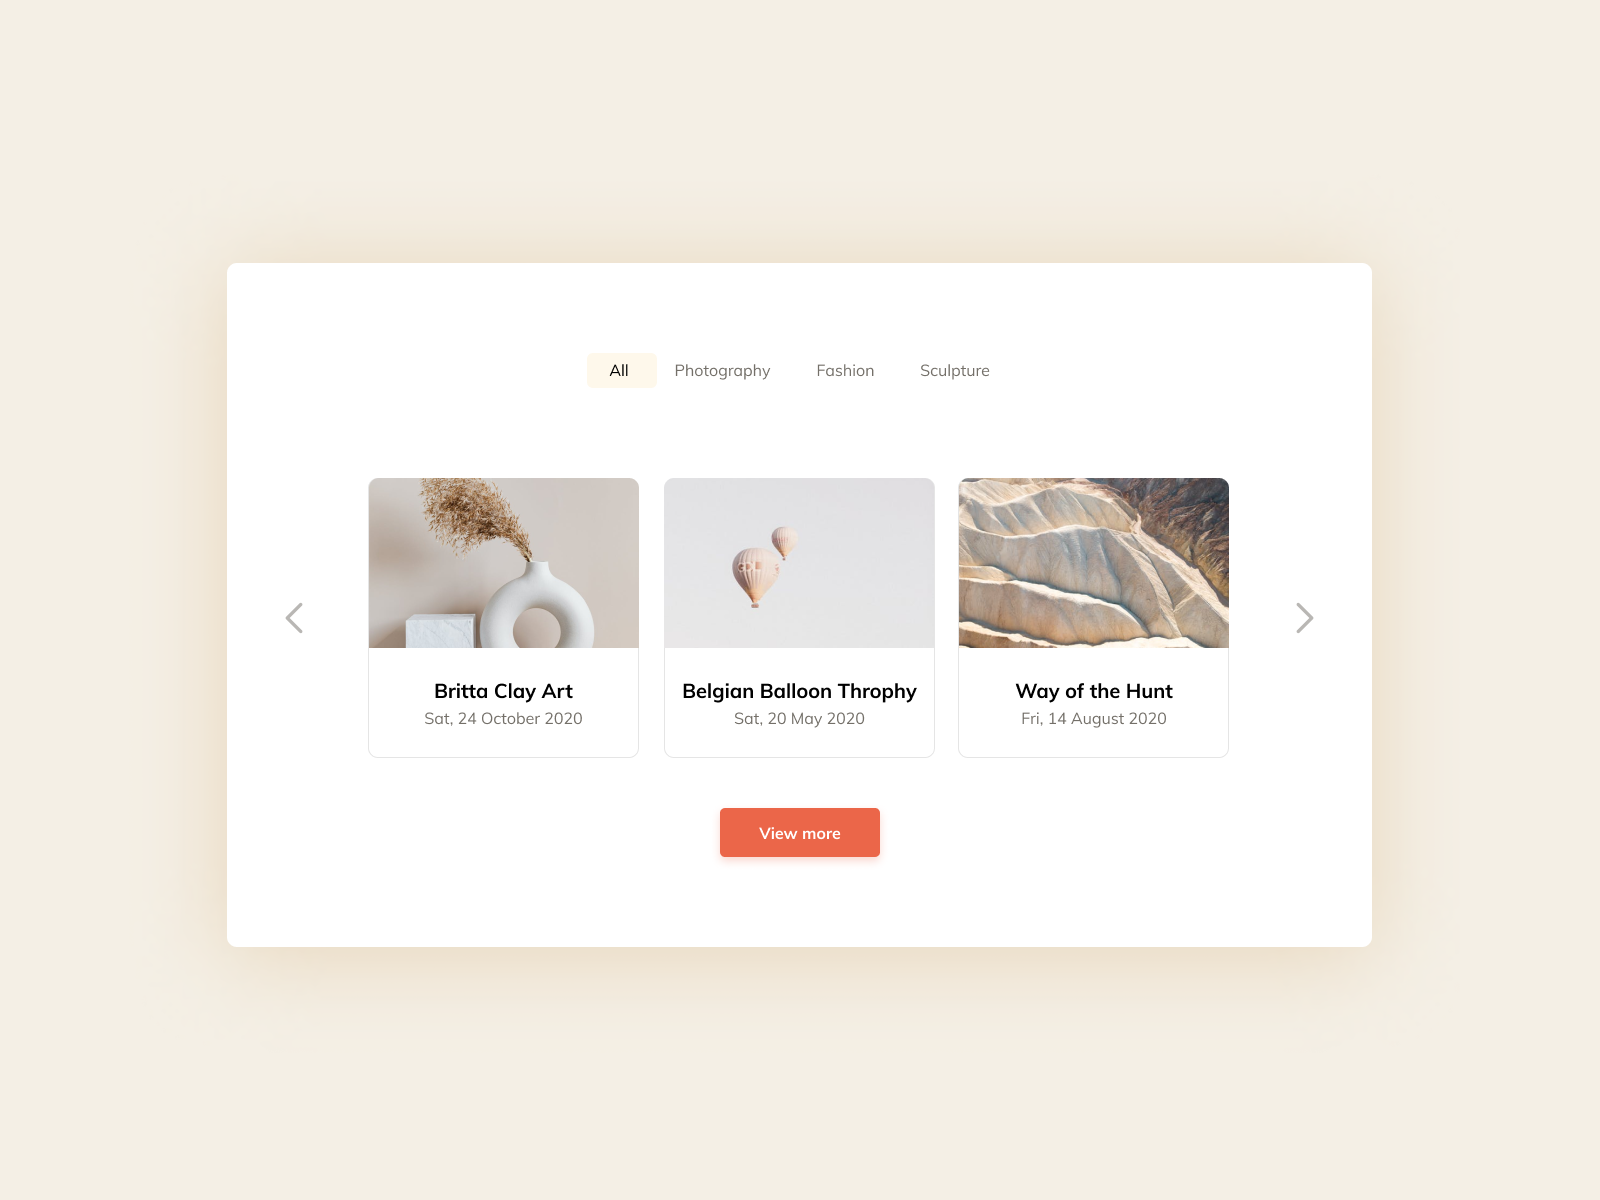 All Photography Fashion Sculpture
Britta Clay Art
Sat, 24 October 2020
Belgian Balloon Throphy
Sat, 20 May 2020
Way of the Hunt
Fri, 14 August 2020
View more